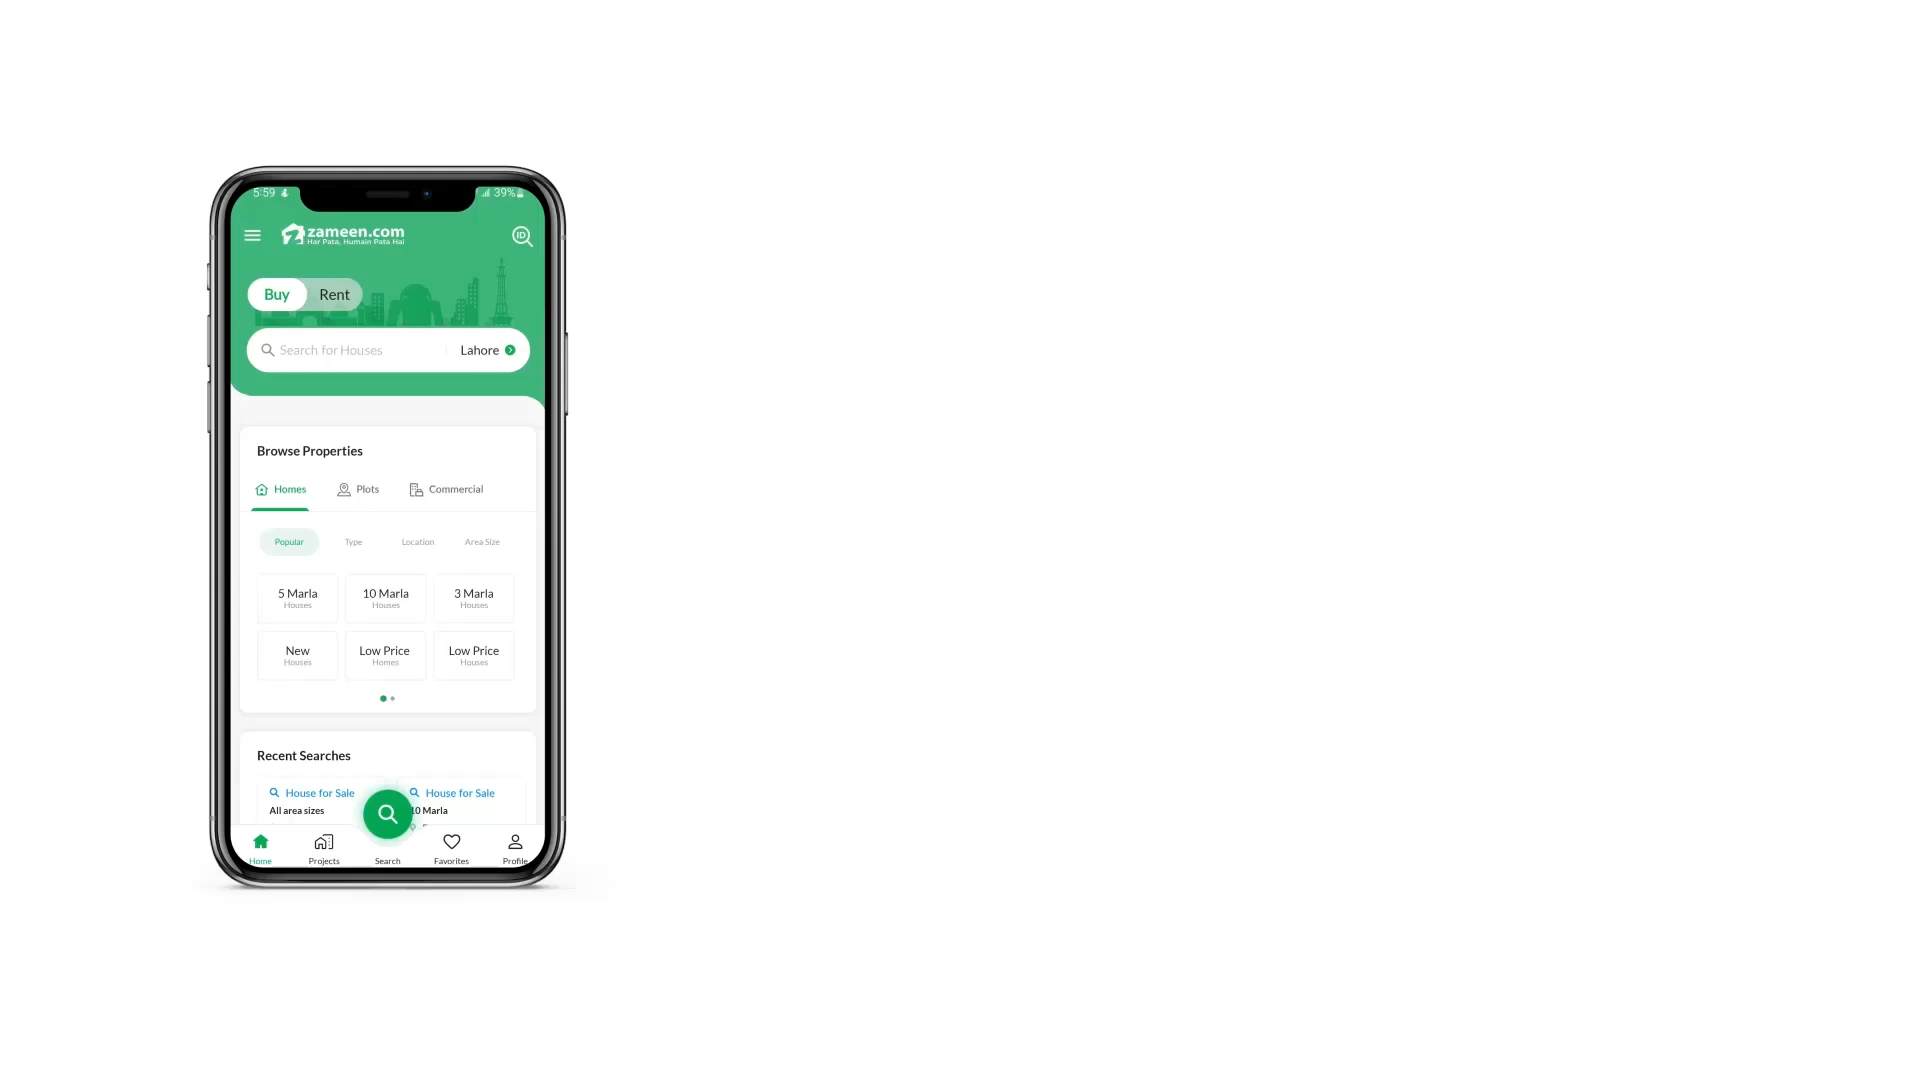 5:59
39%
zameen.com
Har Pata, Humain Pata Hai
ID
Buy Rent
Search for Houses Lahore
Browse Properties
Homes Plots Commercial
Popular Type Location Area Size
5 Marla 10 Marla 3 Marla
Houses Houses Houses
New Low Price Low Price
Houses Homes Houses
Recent Searches
House for Sale House for Sale
All area sizes 10 Marla
Home Projects Search Favorites Profile